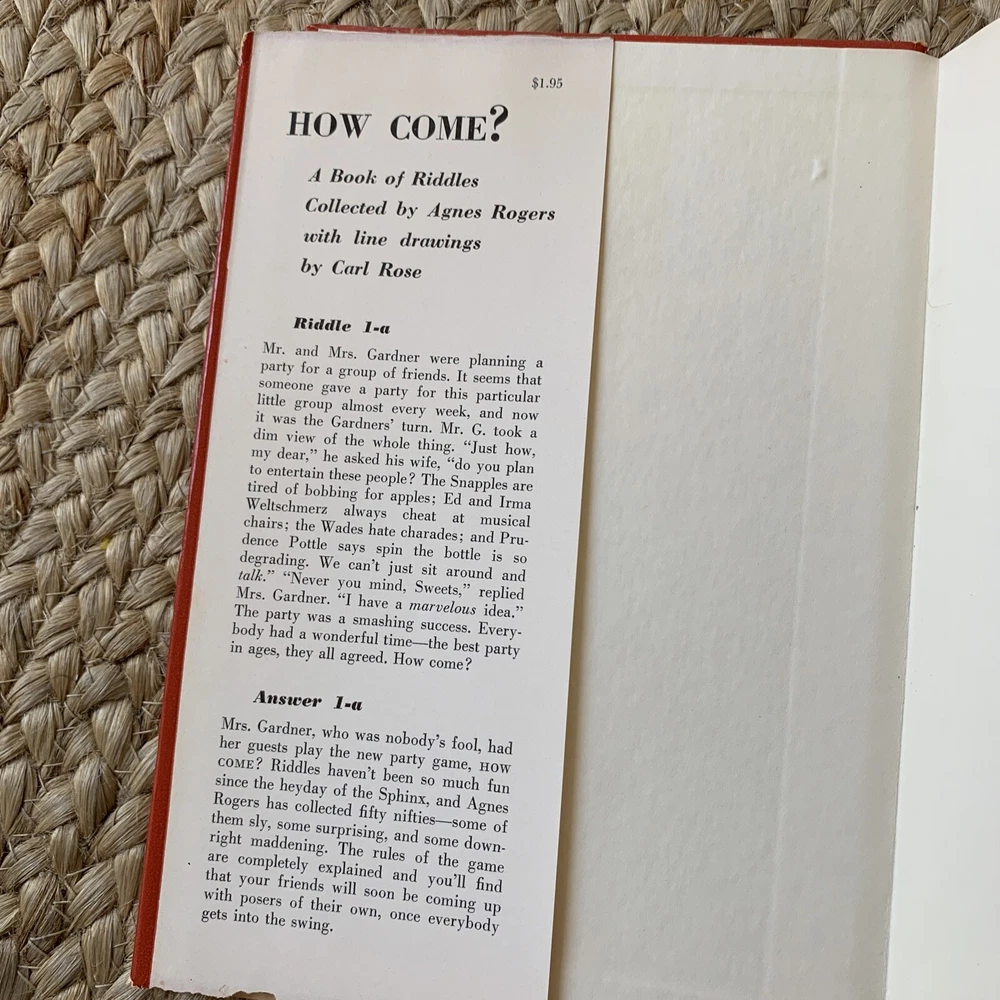 $1.95
HOW COME?
A Book of Riddles
Collected by Agnes Rogers
with line drawings
by Carl Rose
Riddle 1-a
Mr. and Mrs. Gardner were planning a
party for a group of friends. It seems that
someone gave a party for this particular
little group almost every week, and now
it was the Gardners' turn. Mr. G. took a
dim view of the whole thing. “Just how,
my dear,” he asked his wife, “do you plan
to entertain these people? The Snapples are
tired of bobbing for apples; Ed and Irma
Weltschmerz always cheat at musical
chairs; the Wades hate charades; and Pru-
dence Pottle says spin the bottle is so
degrading. We can't just sit around and
talk.” “Never you mind, Sweets,” replied
Mrs. Gardner. “I have a marvelous idea.”
The party was a smashing success. Every-
body had a wonderful time—the best party
in ages, they all agreed. How come?
Answer 1-a
Mrs. Gardner, who was nobody's fool, had
her guests play the new party game, HOW
COME? Riddles haven't been so much fun
since the heyday of the Sphinx, and Agnes
Rogers has collected fifty nifties—some of
them sly, some surprising, and some down-
right maddening. The rules of the game
are completely explained and you'll find
that your friends will soon be coming up
with posers of their own, once everybody
gets into the swing.